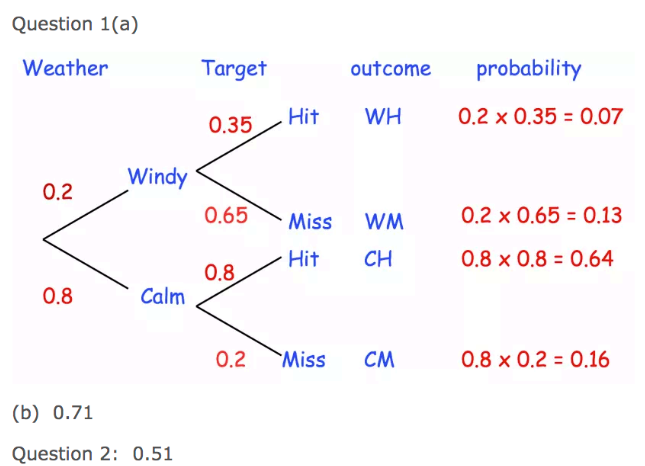 Question 1(a)
Weather Target outcome probability
0.35 Hit WH 0.2 x 0.35 = 0.07
Windy
0.2
0.65 Miss WM 0.2 x 0.65 = 0.13
0.8 Hit CH 0.8 x 0.8 = 0.64
0.8 Calm
0.2 Miss CM 0.8 x 0.2 = 0.16
(b) 0.71
Question 2: 0.51